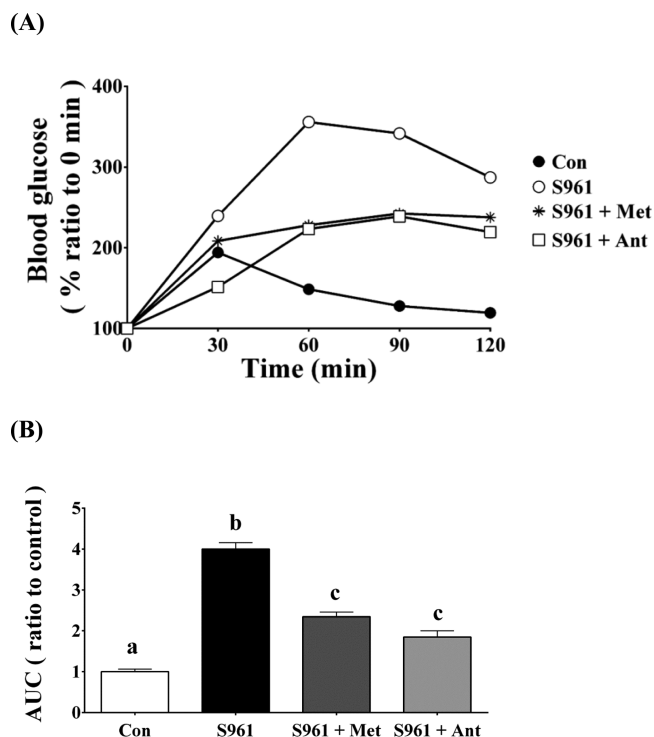 (A)
Blood glucose
( % ratio to 0 min )
400
300
200
100
0
30
60
90
120
Time (min)
Con
S961
S961 + Met
S961 + Ant
(B)
AUC ( ratio to control )
5
4
3
2
1
0
a
b
c
c
Con
S961
S961 + Met
S961 + Ant